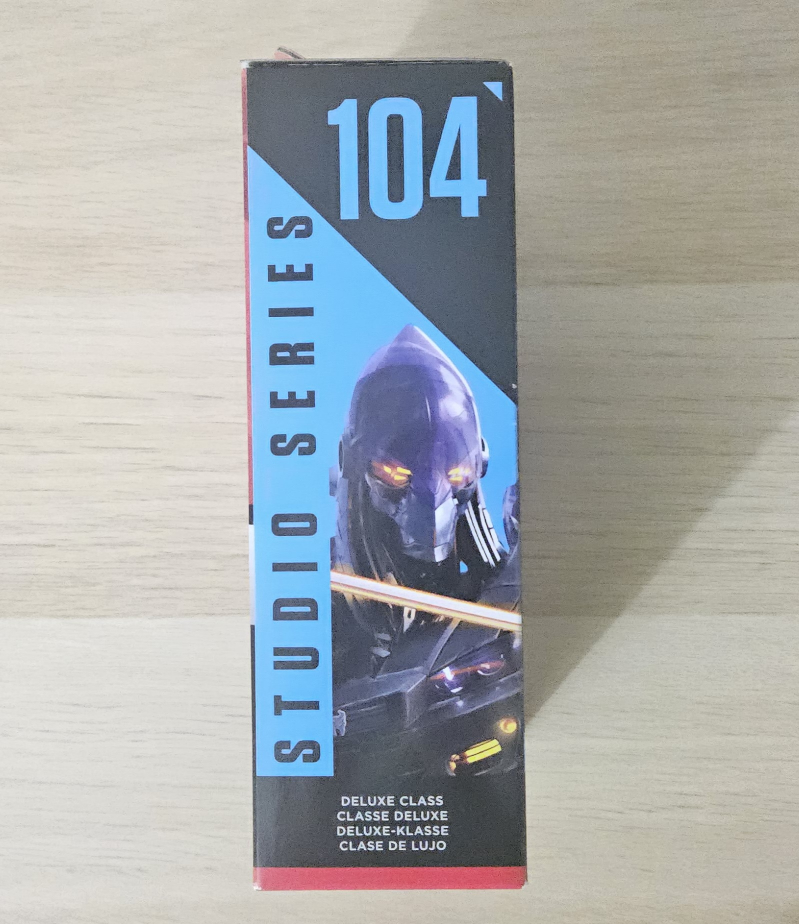 104
STUDIO SERIES
DELUXE CLASS
CLASSE DELUXE
DELUXE-KLASSE
CLASE DE LUJO